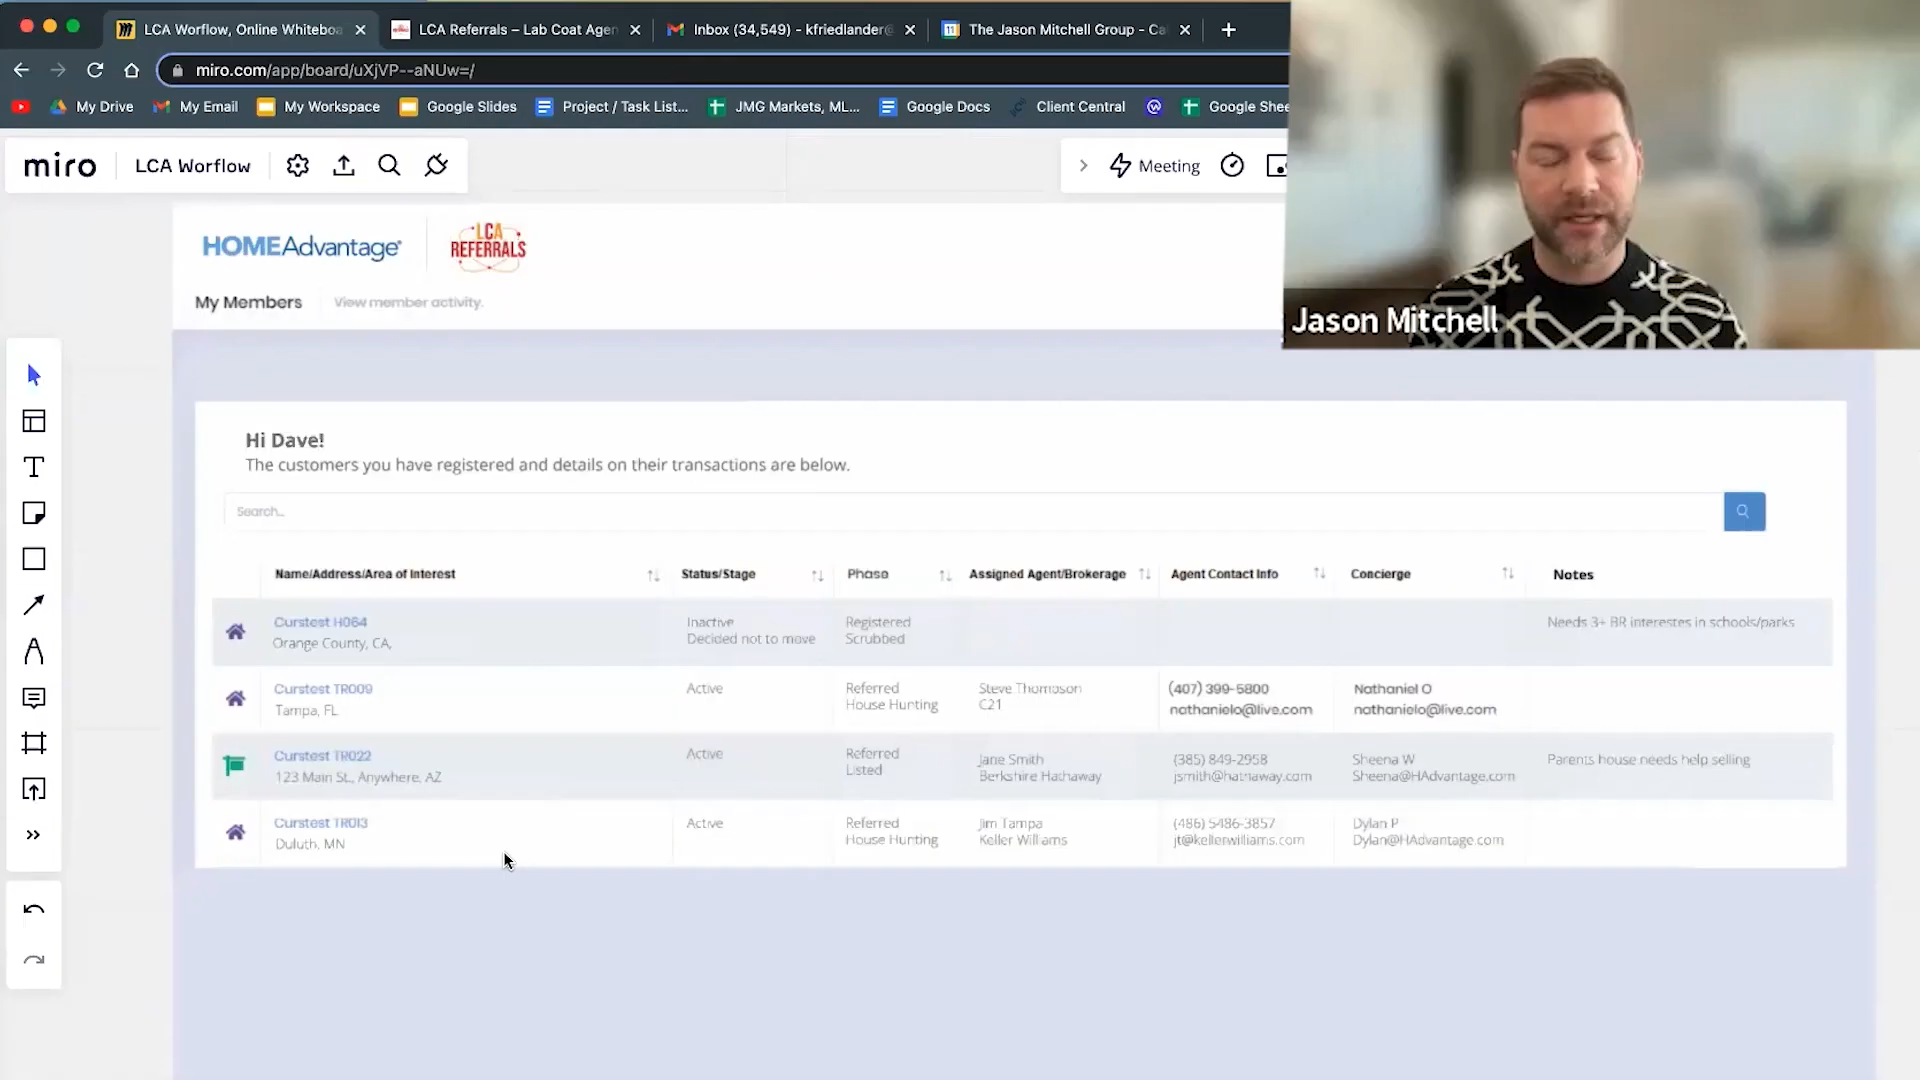 LCA Worflow, Online Whiteboa
LCA Referrals – Lab Coat Agen
Inbox (34,549) - kfriedlander@
The Jason Mitchell Group - Ca
miro.com/app/board/uXjVP--aNUw=/
My Drive
My Email
My Workspace
Google Slides
Project / Task List...
JMG Markets, ML...
Google Docs
Client Central
Google Shee
miro
LCA Worflow
Meeting
HOMEAdvantage
LCA
REFERRALS
My Members
View member activity.
Jason Mitchell
Hi Dave!
The customers you have registered and details on their transactions are below.
Search...
Name/Address/Area of Interest Status/Stage Phase Assigned Agent/Brokerage Agent Contact Info Concierge Notes
Curstest H064 Inactive Registered Needs 3+ BR interestes in schools/parks
Orange County, CA, Decided not to move Scrubbed
Curstest TR009 Active Referred Steve Thompson (407) 399-5800 Nathaniel O
Tampa, FL House Hunting C21 nathanielo@live.com nathanielo@live.com
Curstest TR022 Active Referred Jane Smith (385) 849-2958 Sheena W Parents house needs help selling
123 Main St., Anywhere, AZ Listed Berkshire Hathaway jsmith@hathaway.com Sheena@HAdvantage.com
Curstest TR013 Active Referred Jim Tampa (486) 5486-3857 Dylan P
Duluth, MN House Hunting Keller Williams jt@kellerwilliams.com Dylan@HAdvantage.com